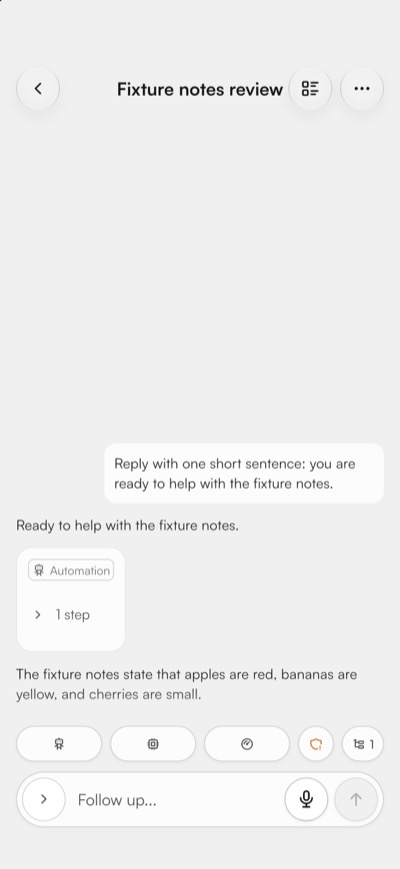 Fixture notes review
Reply with one short sentence: you are
ready to help with the fixture notes.
Ready to help with the fixture notes.
Automation
1 step
The fixture notes state that apples are red, bananas are
yellow, and cherries are small.
1
Follow up...